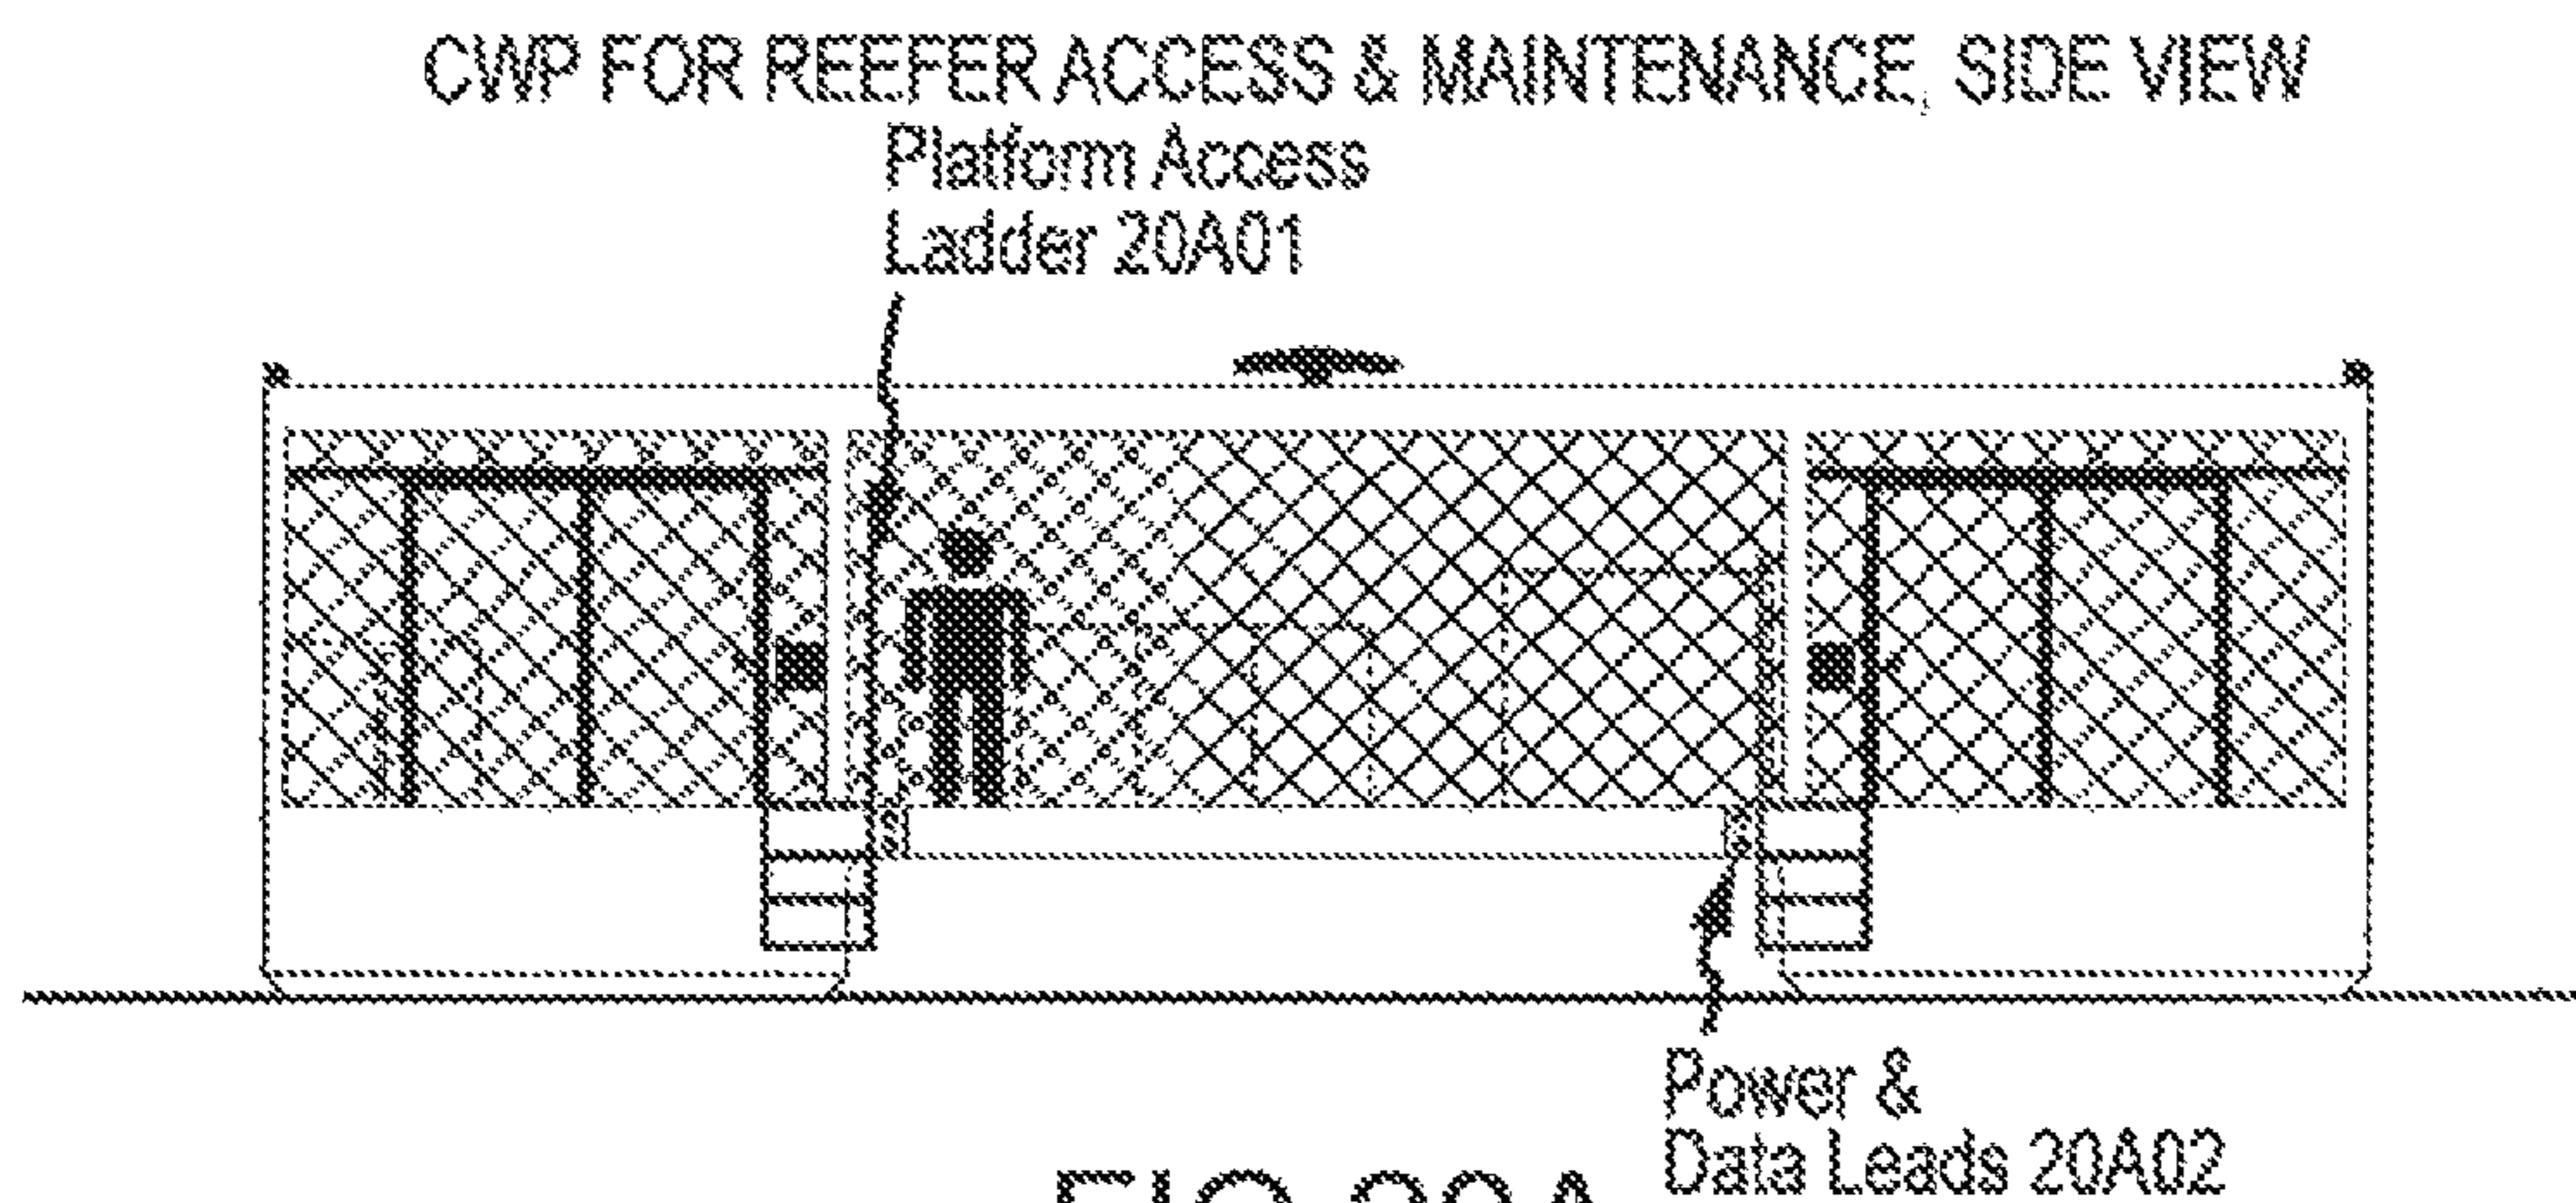 CWP FOR REEFER ACCESS & MAINTENANCE, SIDE VIEW
Platform Access
Ladder 20A01
Power &
Data Leads 20A02